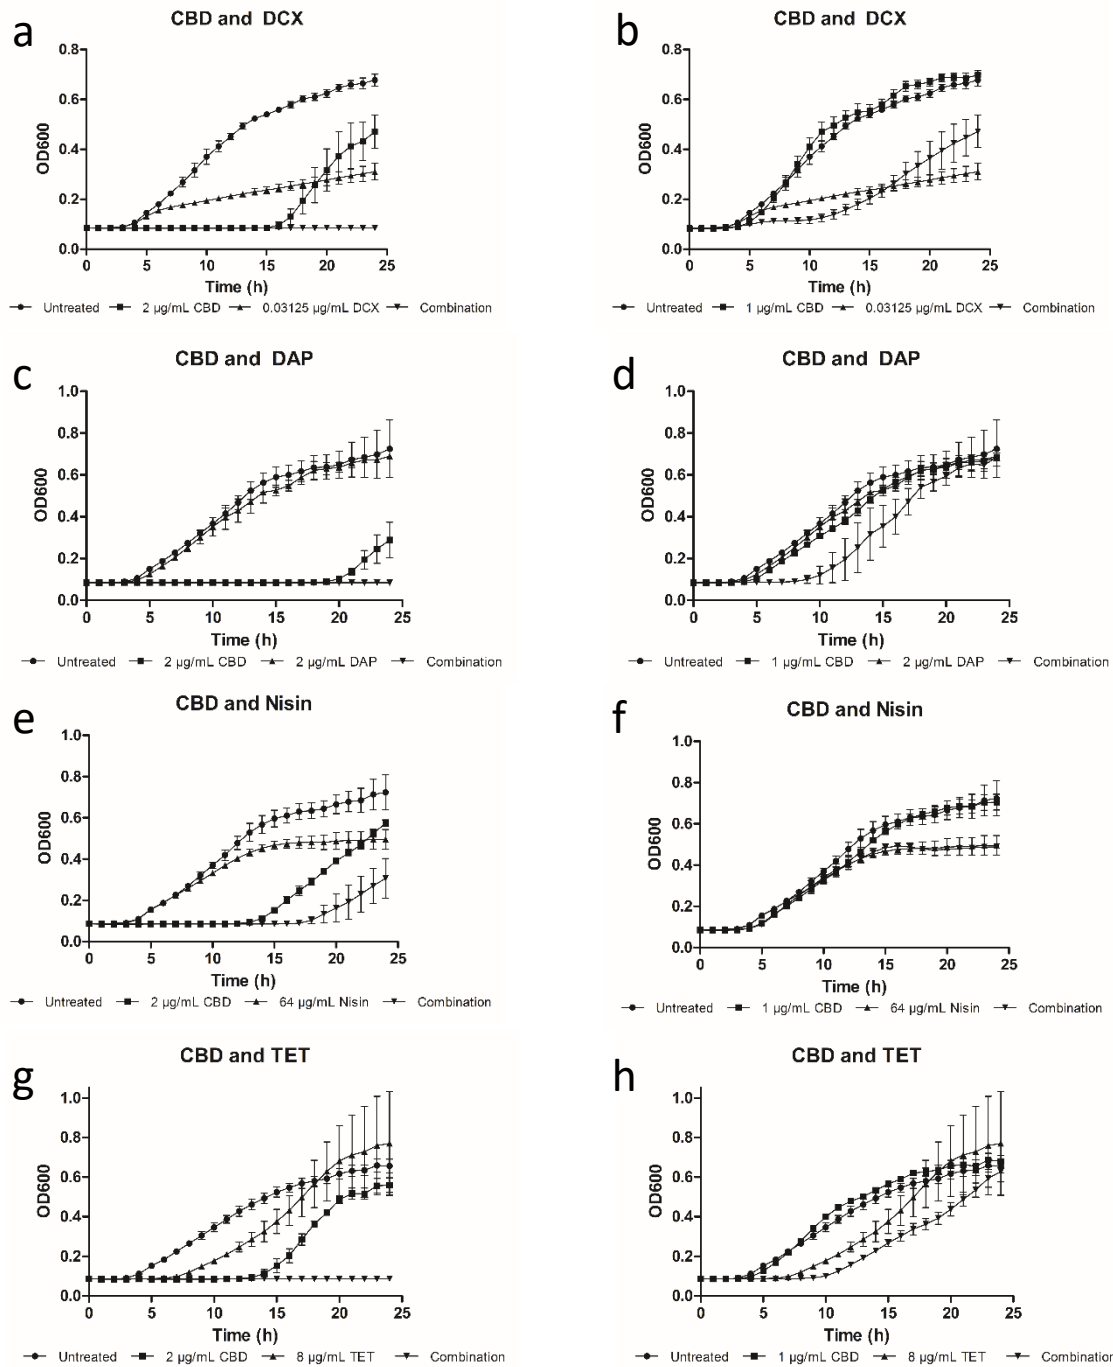 a
CBD and DCX
OD600
0.8
0.6
0.4
0.2
0.0
0 5 10 15 20 25
Time (h)
Untreated 2 µg/mL CBD 0.03125 µg/mL DCX Combination
b
CBD and DCX
OD600
0.8
0.6
0.4
0.2
0.0
0 5 10 15 20 25
Time (h)
Untreated 1 µg/mL CBD 0.03125 µg/mL DCX Combination
c
CBD and DAP
OD600
1.0
0.8
0.6
0.4
0.2
0.0
0 5 10 15 20 25
Time (h)
Untreated 2 µg/mL CBD 2 µg/mL DAP Combination
d
CBD and DAP
OD600
1.0
0.8
0.6
0.4
0.2
0.0
0 5 10 15 20 25
Time (h)
Untreated 1 µg/mL CBD 2 µg/mL DAP Combination
e
CBD and Nisin
OD600
1.0
0.8
0.6
0.4
0.2
0.0
0 5 10 15 20 25
Time (h)
Untreated 2 µg/mL CBD 64 µg/mL Nisin Combination
f
CBD and Nisin
OD600
1.0
0.8
0.6
0.4
0.2
0.0
0 5 10 15 20 25
Time (h)
Untreated 1 µg/mL CBD 64 µg/mL Nisin Combination
g
CBD and TET
OD600
1.0
0.8
0.6
0.4
0.2
0.0
0 5 10 15 20 25
Time (h)
Untreated 2 µg/mL CBD 8 µg/mL TET Combination
h
CBD and TET
OD600
1.0
0.8
0.6
0.4
0.2
0.0
0 5 10 15 20 25
Time (h)
Untreated 1 µg/mL CBD 8 µg/mL TET Combination